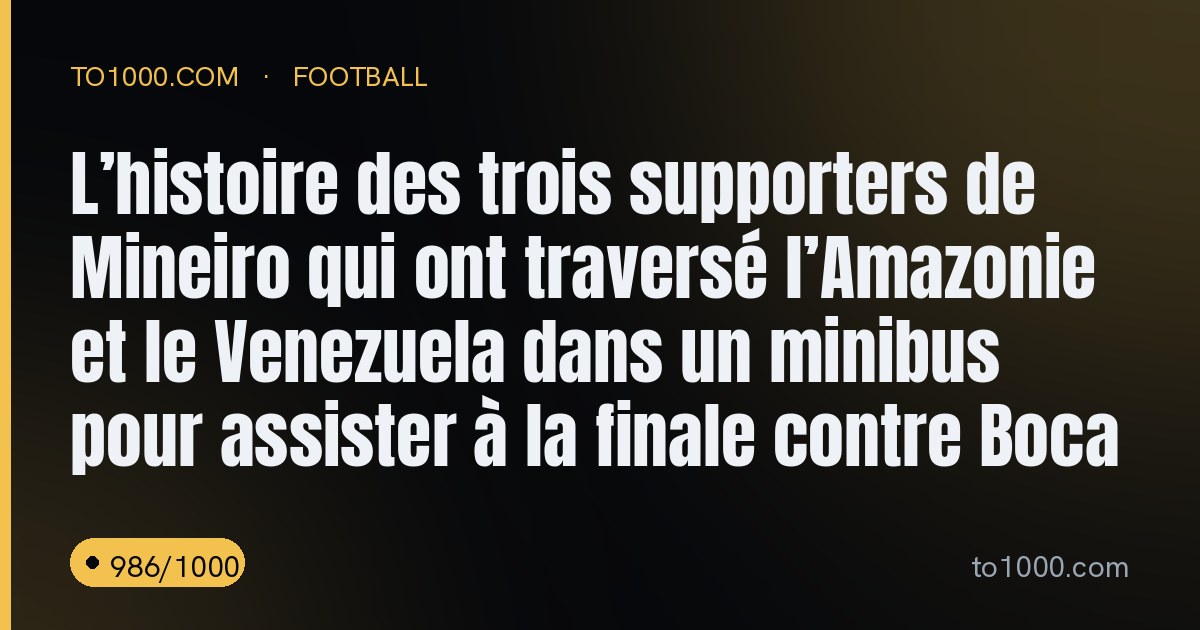 TO1000.COM · FOOTBALL
L’histoire des trois supporters de
Mineiro qui ont traversé l’Amazonie
et le Venezuela dans un minibus
pour assister à la finale contre Boca
986/1000
to1000.com